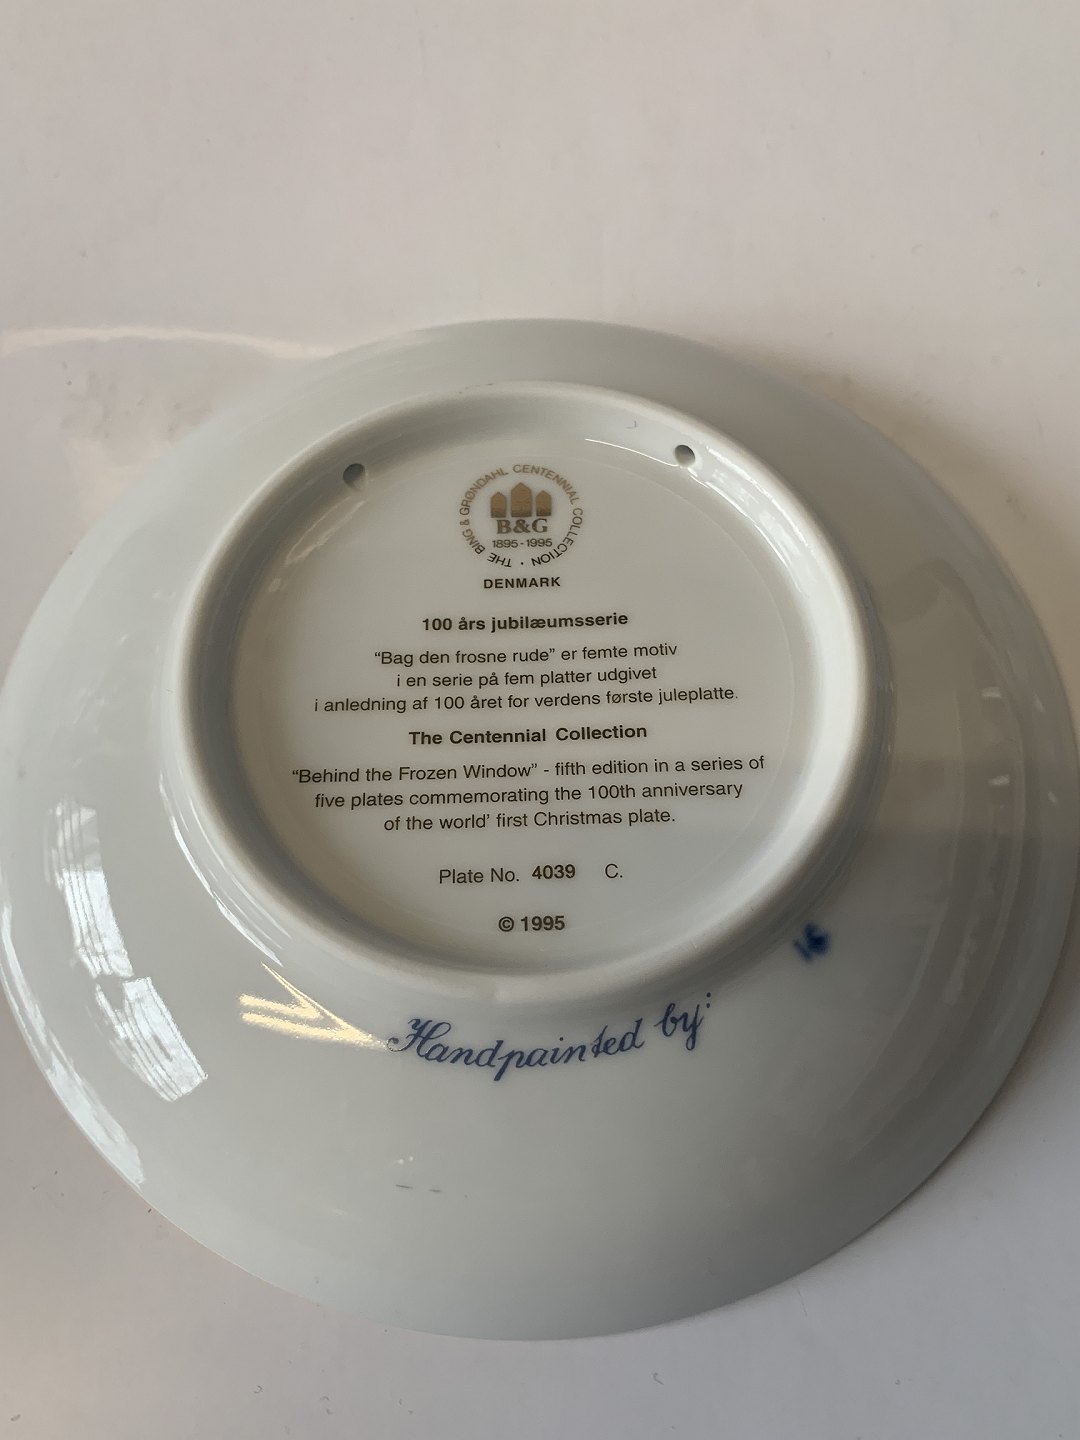 THE BING & GRØNDAHL CENTENNIAL COLLECTION ·
B&G
1895-1995
DENMARK
100 års jubilæumsserie
“Bag den frosne rude” er femte motiv
i en serie på fem platter udgivet
i anledning af 100 året for verdens første juleplatte.
The Centennial Collection
“Behind the Frozen Window” - fifth edition in a series of
five plates commemorating the 100th anniversary
of the world’ first Christmas plate.
Plate No. 4039 C.
© 1995
16
Handpainted by: